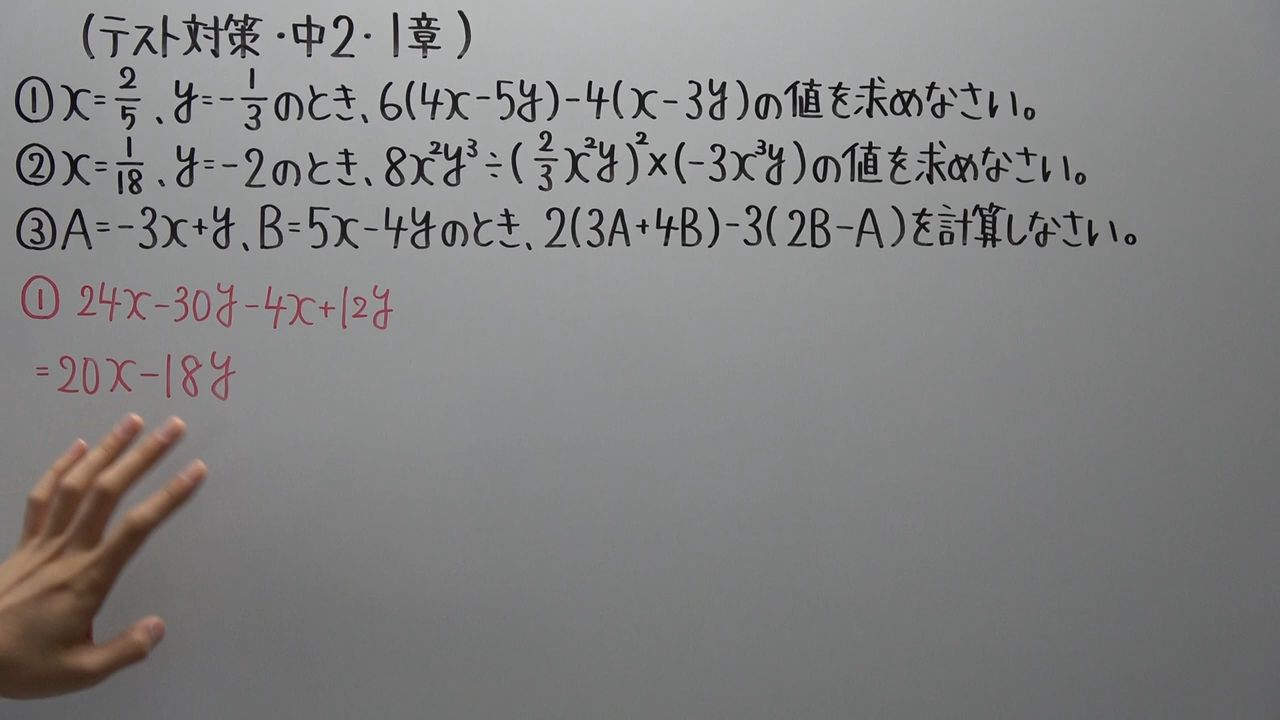 (テスト対策・中2・1章)
①x=2/5、y=-1/3のとき、6(4x-5y)-4(x-3y)の値を求めなさい。
②x=1/18、y=-2のとき、8x²y³÷(2/3x²y)²×(-3x³y)の値を求めなさい。
③A=-3x+y、B=5x-4yのとき、2(3A+4B)-3(2B-A)を計算しなさい。
① 24x-30y-4x+12y
=20x-18y